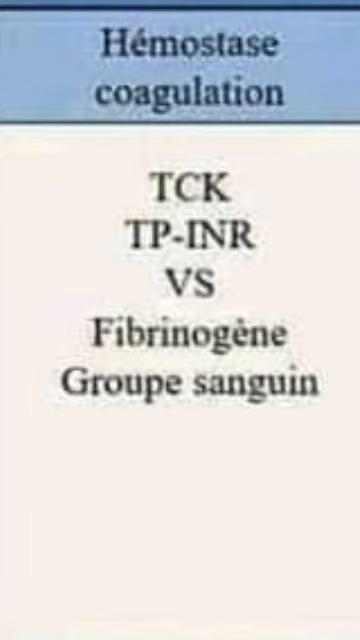 Hémostase
coagulation
TCK
TP-INR
VS
Fibrinogène
Groupe sanguin